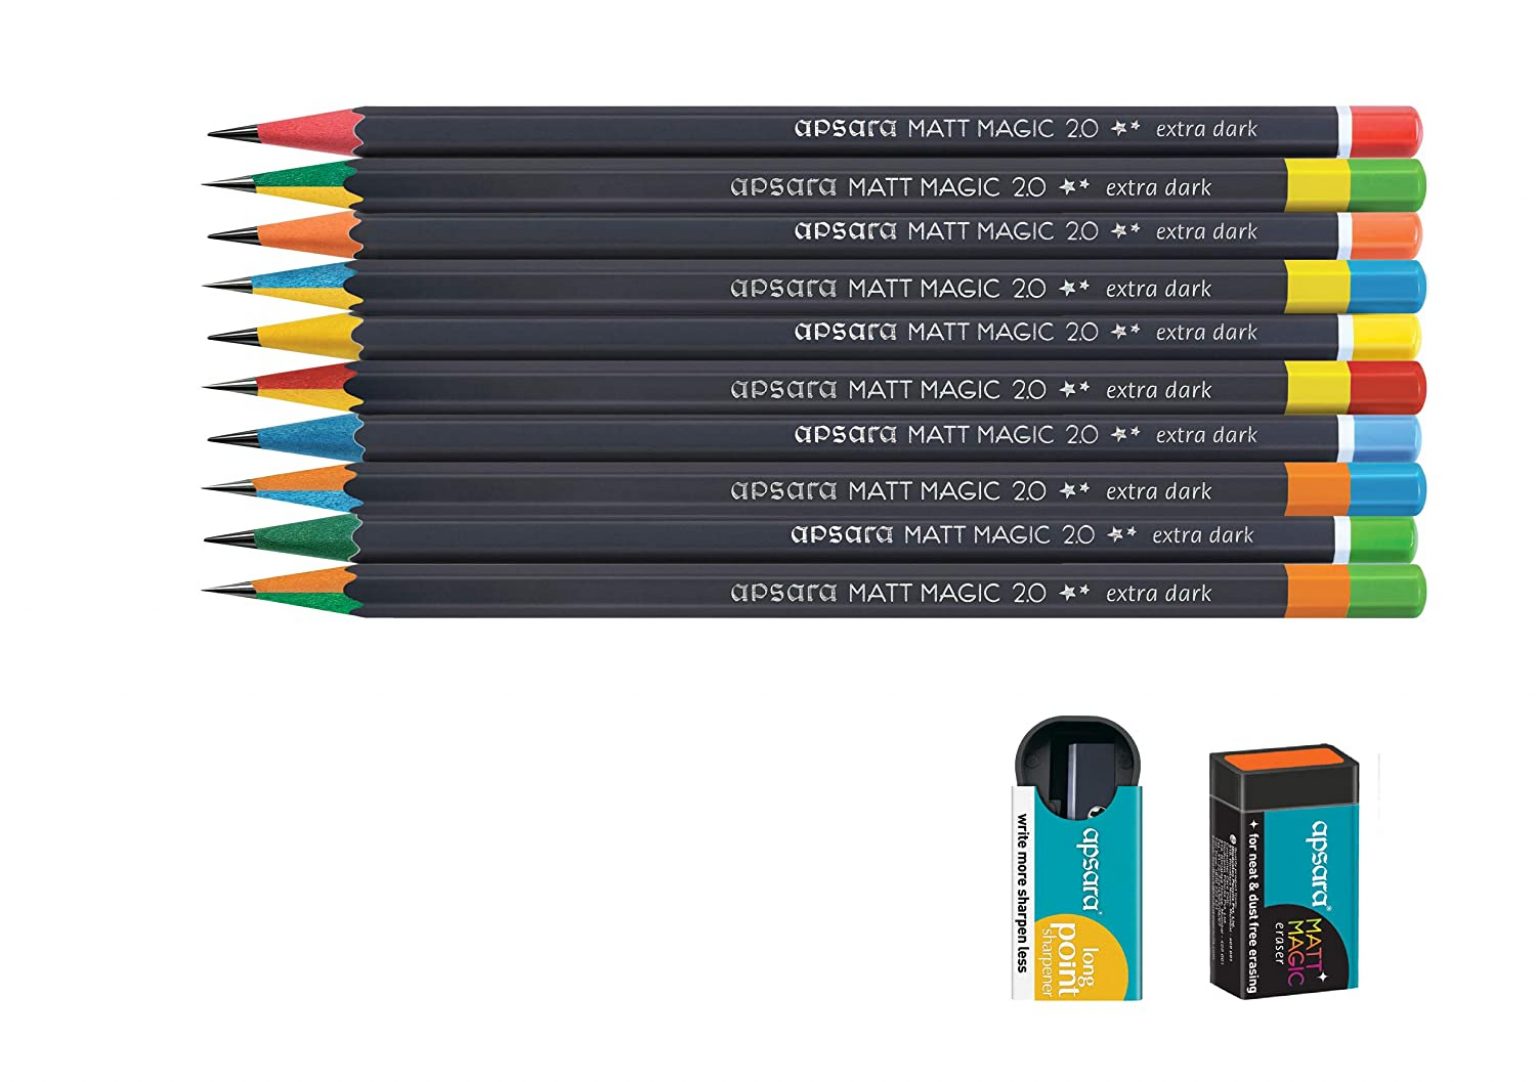 apsara MATT MAGIC 2.0 extra dark
apsara MATT MAGIC 2.0 extra dark
apsara MATT MAGIC 2.0 extra dark
apsara MATT MAGIC 2.0 extra dark
apsara MATT MAGIC 2.0 extra dark
apsara MATT MAGIC 2.0 extra dark
apsara MATT MAGIC 2.0 extra dark
apsara MATT MAGIC 2.0 extra dark
apsara MATT MAGIC 2.0 extra dark
apsara MATT MAGIC 2.0 extra dark
apsara
long
point
sharpener
write more sharpen less
apsara®
MATT
MAGIC
eraser
for neat & dust free erasing